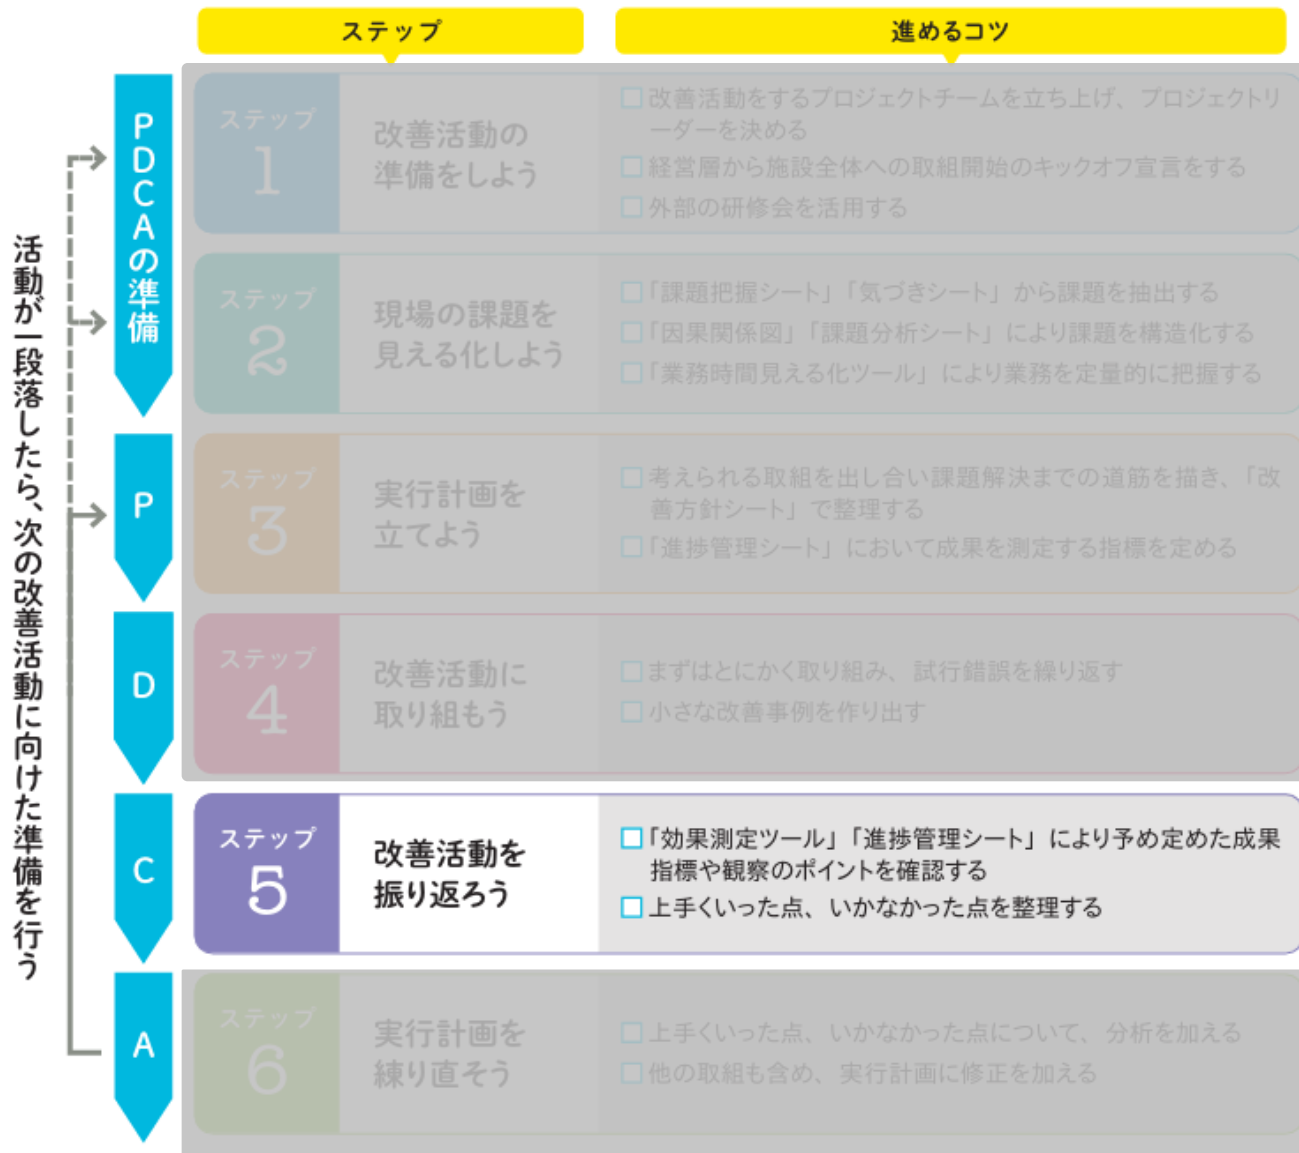 ステップ
進めるコツ
活動が一段落したら、次の改善活動に向けた準備を行う
PDCAの準備
ステップ
1
改善活動の
準備をしよう
□改善活動をするプロジェクトチームを立ち上げ、プロジェクトリ
ーダーを決める
□経営層から施設全体への取組開始のキックオフ宣言をする
□外部の研修会を活用する
ステップ
2
現場の課題を
見える化しよう
□「課題把握シート」「気づきシート」から課題を抽出する
□「因果関係図」「課題分析シート」により課題を構造化する
□「業務時間見える化ツール」により業務を定量的に把握する
P
ステップ
3
実行計画を
立てよう
□考えられる取組を出し合い課題解決までの道筋を描き、「改
善方針シート」で整理する
□「進捗管理シート」において成果を測定する指標を定める
D
ステップ
4
改善活動に
取り組もう
□まずはとにかく取り組み、試行錯誤を繰り返す
□小さな改善事例を作り出す
C
ステップ
5
改善活動を
振り返ろう
□「効果測定ツール」「進捗管理シート」により予め定めた成果
指標や観察のポイントを確認する
□上手くいった点、いかなかった点を整理する
A
ステップ
6
実行計画を
練り直そう
□上手くいった点、いかなかった点について、分析を加える
□他の取組も含め、実行計画に修正を加える